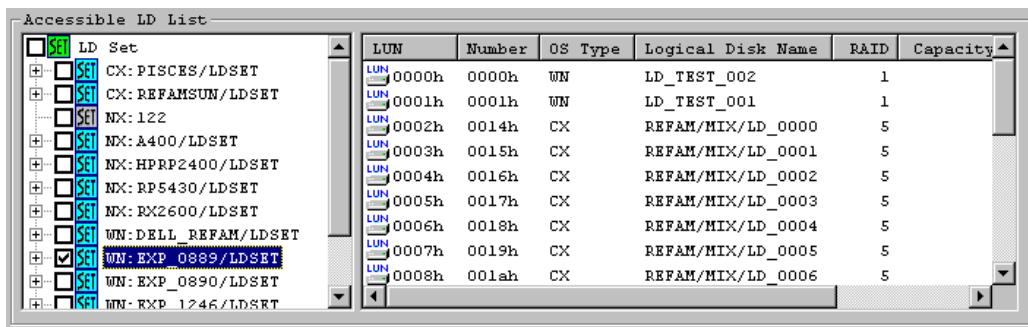 Accessible LD List
SET LD Set
SET CX:PISCES/LDSET
SET CX:REFAMSUN/LDSET
SET NX:122
SET NX:A400/LDSET
SET NX:HPRP2400/LDSET
SET NX:RP5430/LDSET
SET NX:RX2600/LDSET
SET WN:DELL_REFAM/LDSET
SET WN:EXP_0889/LDSET
SET WN:EXP_0890/LDSET
SET WN:EXP_1246/LDSET
LUN Number OS Type Logical Disk Name RAID Capacity
LUN 0000h 0000h WN LD_TEST_002 1
LUN 0001h 0001h WN LD_TEST_001 1
LUN 0002h 0014h CX REFAM/MIX/LD_0000 5
LUN 0003h 0015h CX REFAM/MIX/LD_0001 5
LUN 0004h 0016h CX REFAM/MIX/LD_0002 5
LUN 0005h 0017h CX REFAM/MIX/LD_0003 5
LUN 0006h 0018h CX REFAM/MIX/LD_0004 5
LUN 0007h 0019h CX REFAM/MIX/LD_0005 5
LUN 0008h 001ah CX REFAM/MIX/LD_0006 5